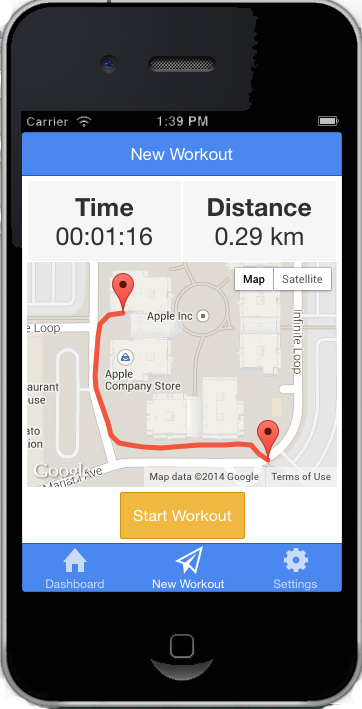 Carrier 1:39 PM
New Workout
Time Distance
00:01:16 0.29 km
Map Satellite
Apple Inc
Infinite Loop
e Loop
Apple
Company Store
aurant
ouse
ato
ion
Mariani Ave
Google
Map data ©2014 Google Terms of Use
Start Workout
Dashboard New Workout Settings